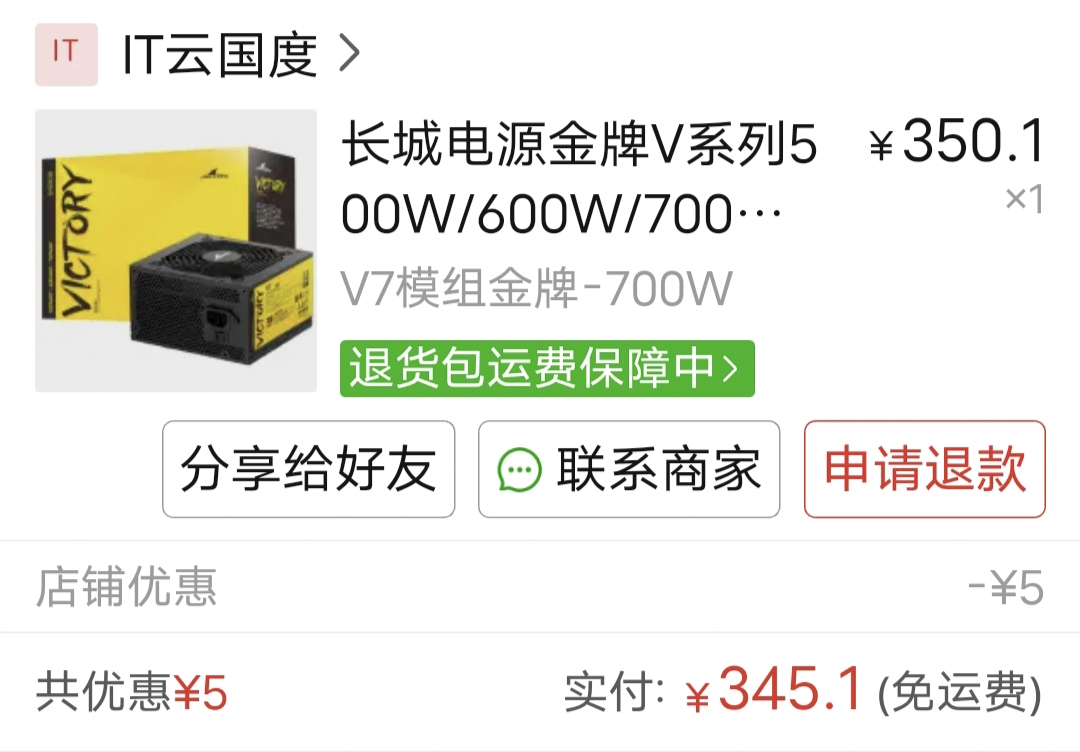 IT
IT云国度
VICTORY
VICTORY
VICTORY
长城电源金牌V系列5
¥350.1
00W/600W/700…
×1
V7模组金牌-700W
退货包运费保障中
分享给好友
联系商家
申请退款
店铺优惠
-¥5
共优惠¥5
实付: ¥345.1 (免运费)